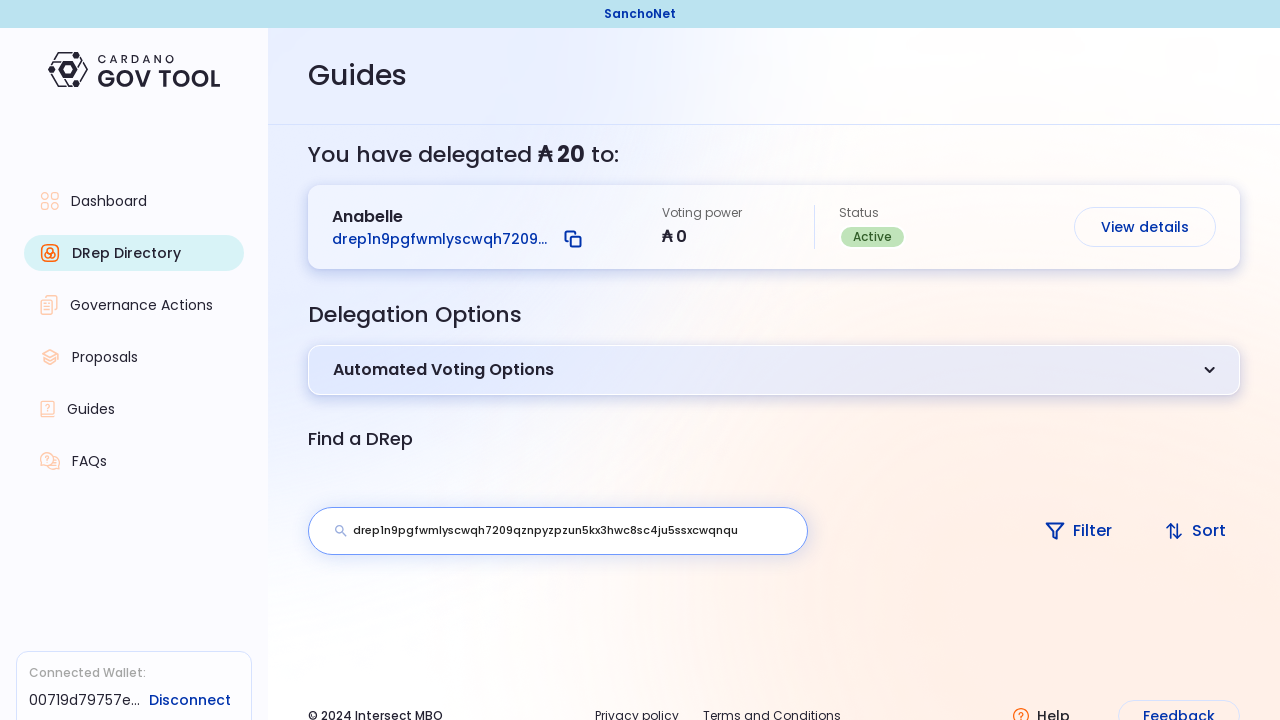 SanchoNet
CARDANO
GOV TOOL
Dashboard
DRep Directory
Governance Actions
Proposals
Guides
FAQs
Connected Wallet:
00719d79757e... Disconnect
Guides
You have delegated ₳ 20 to:
Anabelle
drep1n9pgfwmlyscwqh7209...
Voting power
₳ 0
Status
Active
View details
Delegation Options
Automated Voting Options
Find a DRep
drep1n9pgfwmlyscwqh7209qznpyzpzun5kx3hwc8sc4ju5ssxcwqnqu
Filter
Sort
© 2024 Intersect MBO
Privacy policy
Terms and Conditions
Help
Feedback